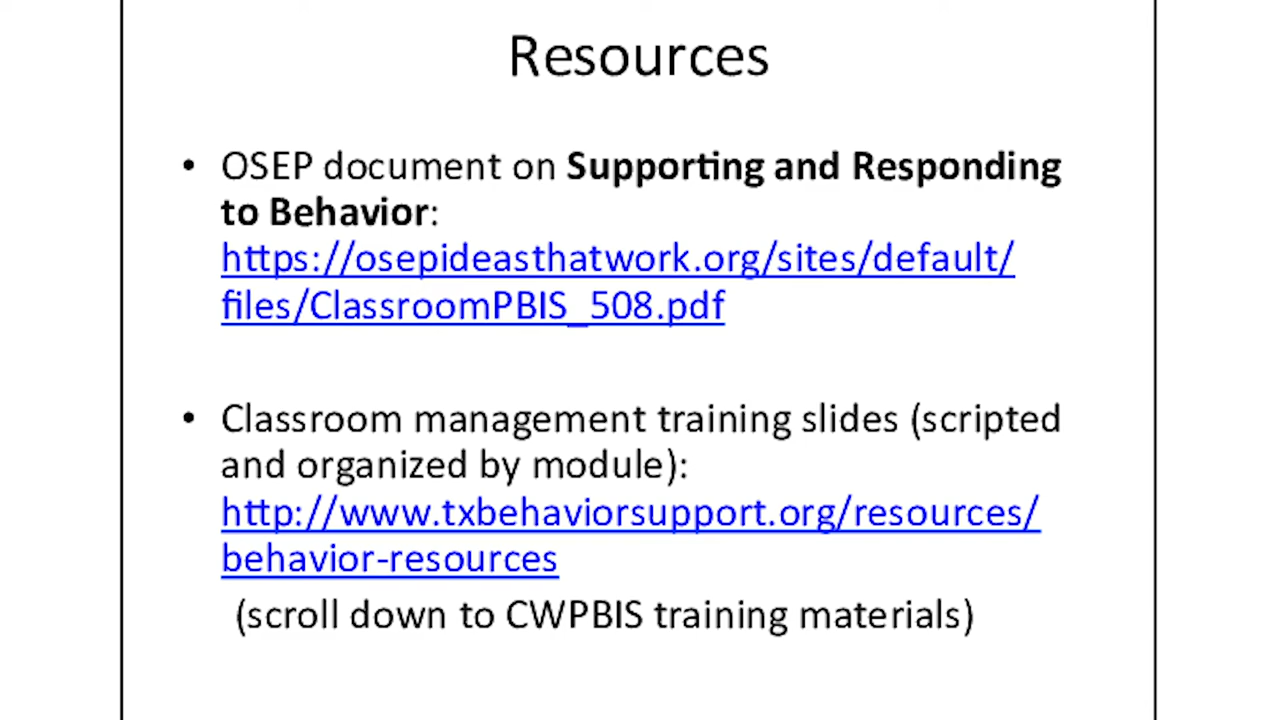 Resources
• OSEP document on Supporting and Responding
to Behavior:
https://osepideasthatwork.org/sites/default/
files/ClassroomPBIS_508.pdf
• Classroom management training slides (scripted
and organized by module):
http://www.txbehaviorsupport.org/resources/
behavior-resources
(scroll down to CWPBIS training materials)